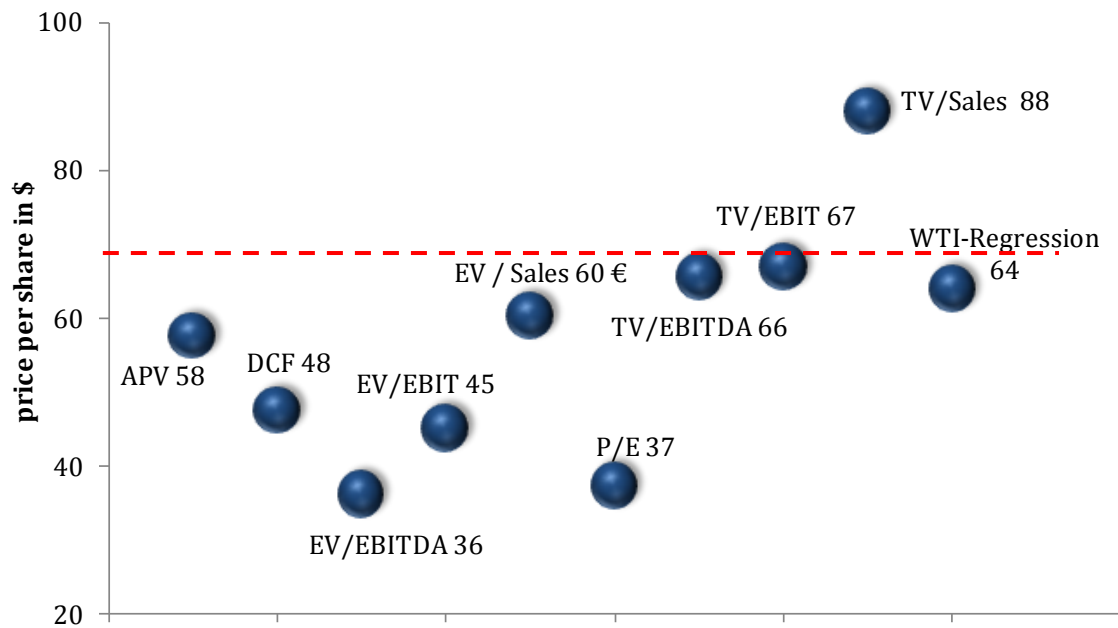 100
80
60
40
20
price per share in $
APV 58
DCF 48
EV/EBITDA 36
EV/EBIT 45
EV / Sales 60 €
P/E 37
TV/EBITDA 66
TV/EBIT 67
TV/Sales 88
WTI-Regression
64